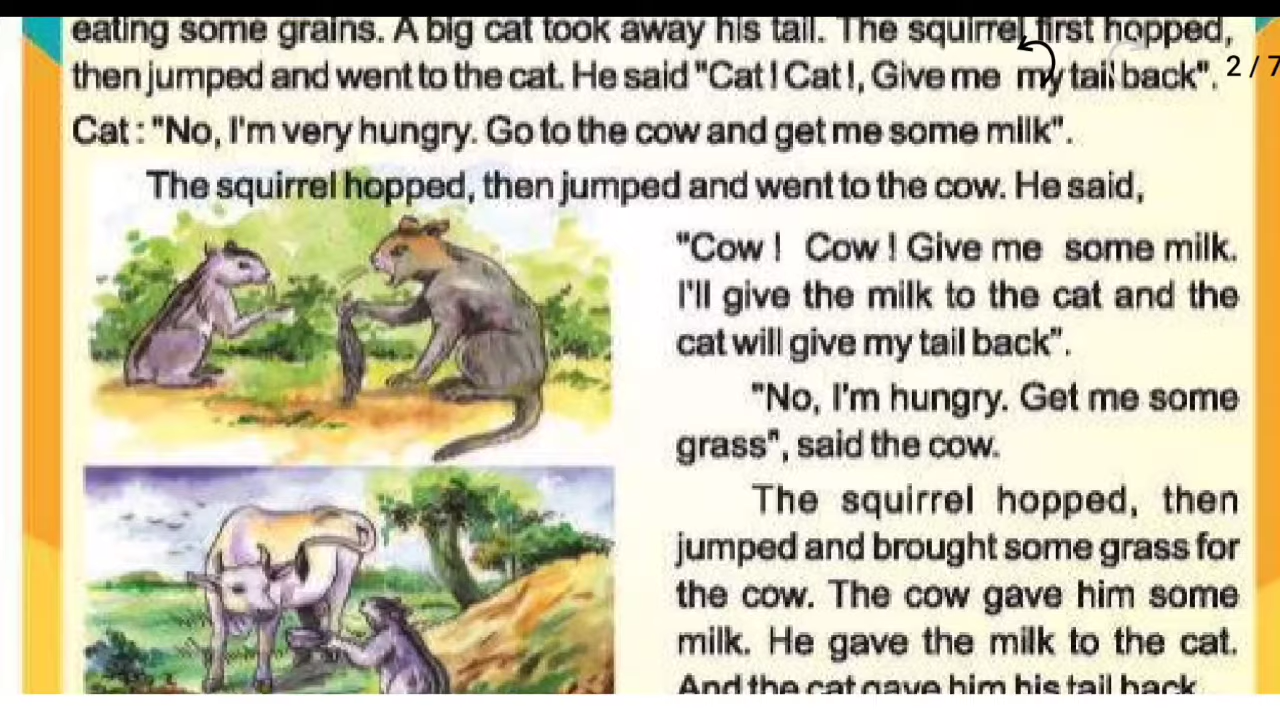 eating some grains. A big cat took away his tail. The squirrel first hopped,
then jumped and went to the cat. He said "Cat ! Cat !, Give me my tail back".
2 / 7
Cat : "No, I'm very hungry. Go to the cow and get me some milk".
The squirrel hopped, then jumped and went to the cow. He said,
"Cow ! Cow ! Give me some milk.
I'll give the milk to the cat and the
cat will give my tail back".
"No, I'm hungry. Get me some
grass", said the cow.
The squirrel hopped, then
jumped and brought some grass for
the cow. The cow gave him some
milk. He gave the milk to the cat.
And the cat gave him his tail back